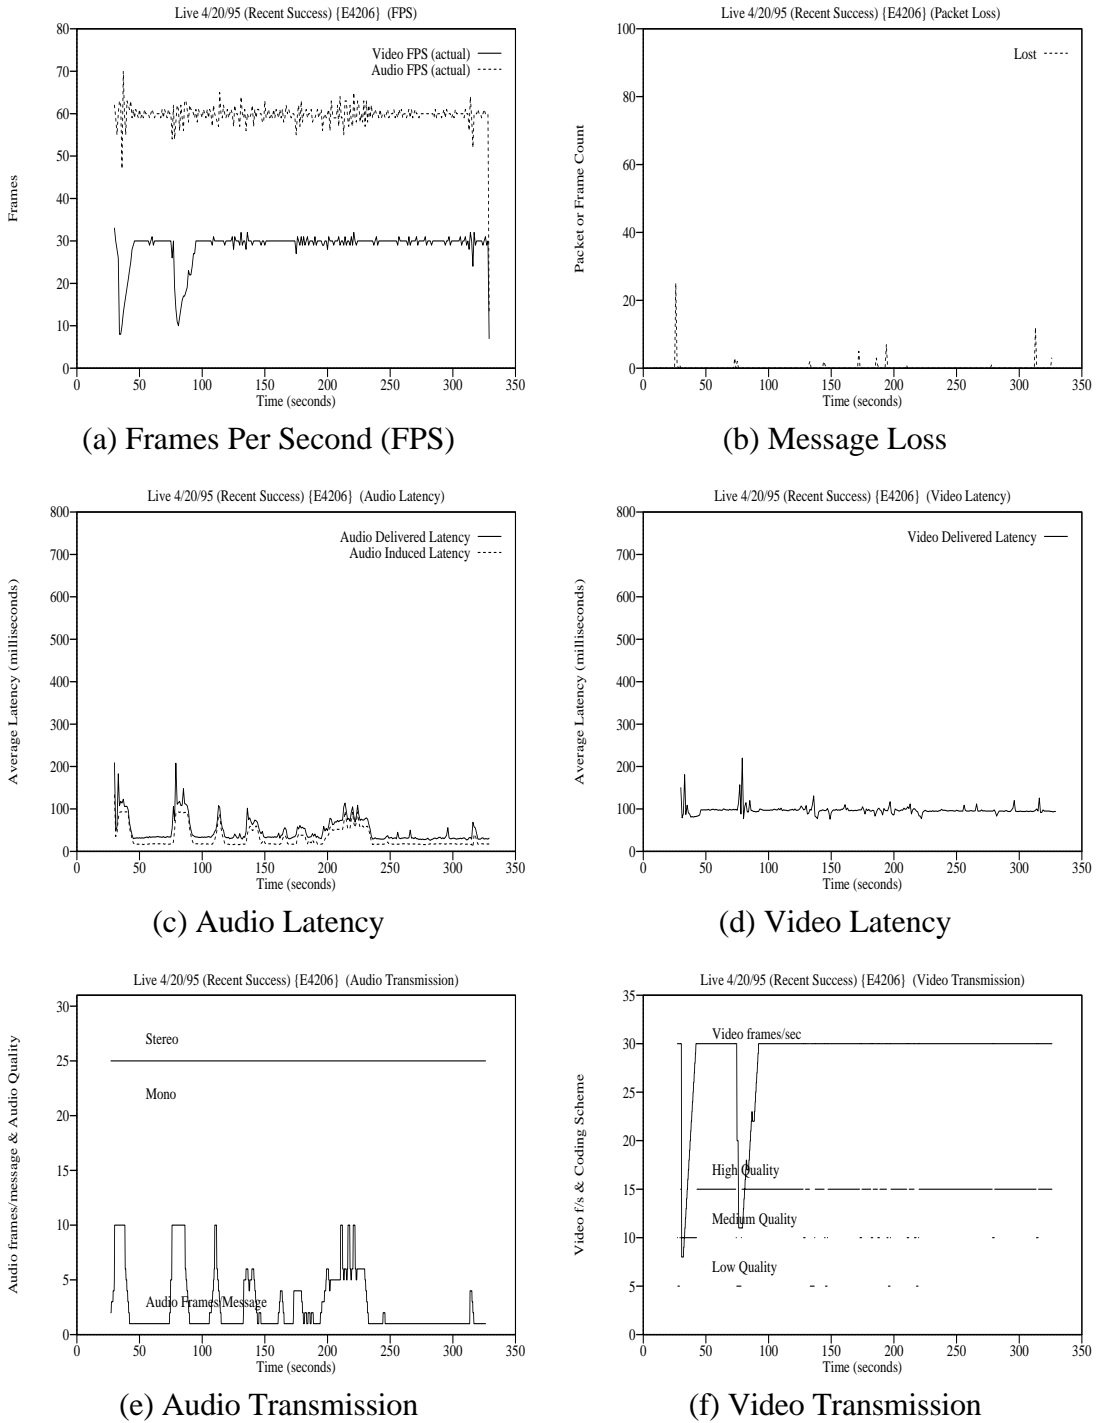 Live 4/20/95 (Recent Success) {E4206} (FPS)
80
70
60
50
40
30
20
10
0
Frames
Video FPS (actual)
Audio FPS (actual)
0 50 100 150 200 250 300 350
Time (seconds)
(a) Frames Per Second (FPS)
Live 4/20/95 (Recent Success) {E4206} (Packet Loss)
100
80
60
40
20
0
Packet or Frame Count
Lost
0 50 100 150 200 250 300 350
Time (seconds)
(b) Message Loss
Live 4/20/95 (Recent Success) {E4206} (Audio Latency)
800
700
600
500
400
300
200
100
0
Average Latency (milliseconds)
Audio Delivered Latency
Audio Induced Latency
0 50 100 150 200 250 300 350
Time (seconds)
(c) Audio Latency
Live 4/20/95 (Recent Success) {E4206} (Video Latency)
800
700
600
500
400
300
200
100
0
Average Latency (milliseconds)
Video Delivered Latency
0 50 100 150 200 250 300 350
Time (seconds)
(d) Video Latency
Live 4/20/95 (Recent Success) {E4206} (Audio Transmission)
30
25
20
15
10
5
0
Audio frames/message & Audio Quality
Stereo
Mono
Audio Frames/Message
0 50 100 150 200 250 300 350
Time (seconds)
(e) Audio Transmission
Live 4/20/95 (Recent Success) {E4206} (Video Transmission)
35
30
25
20
15
10
5
0
Video f/s & Coding Scheme
Video frames/sec
High Quality
Medium Quality
Low Quality
0 50 100 150 200 250 300 350
Time (seconds)
(f) Video Transmission